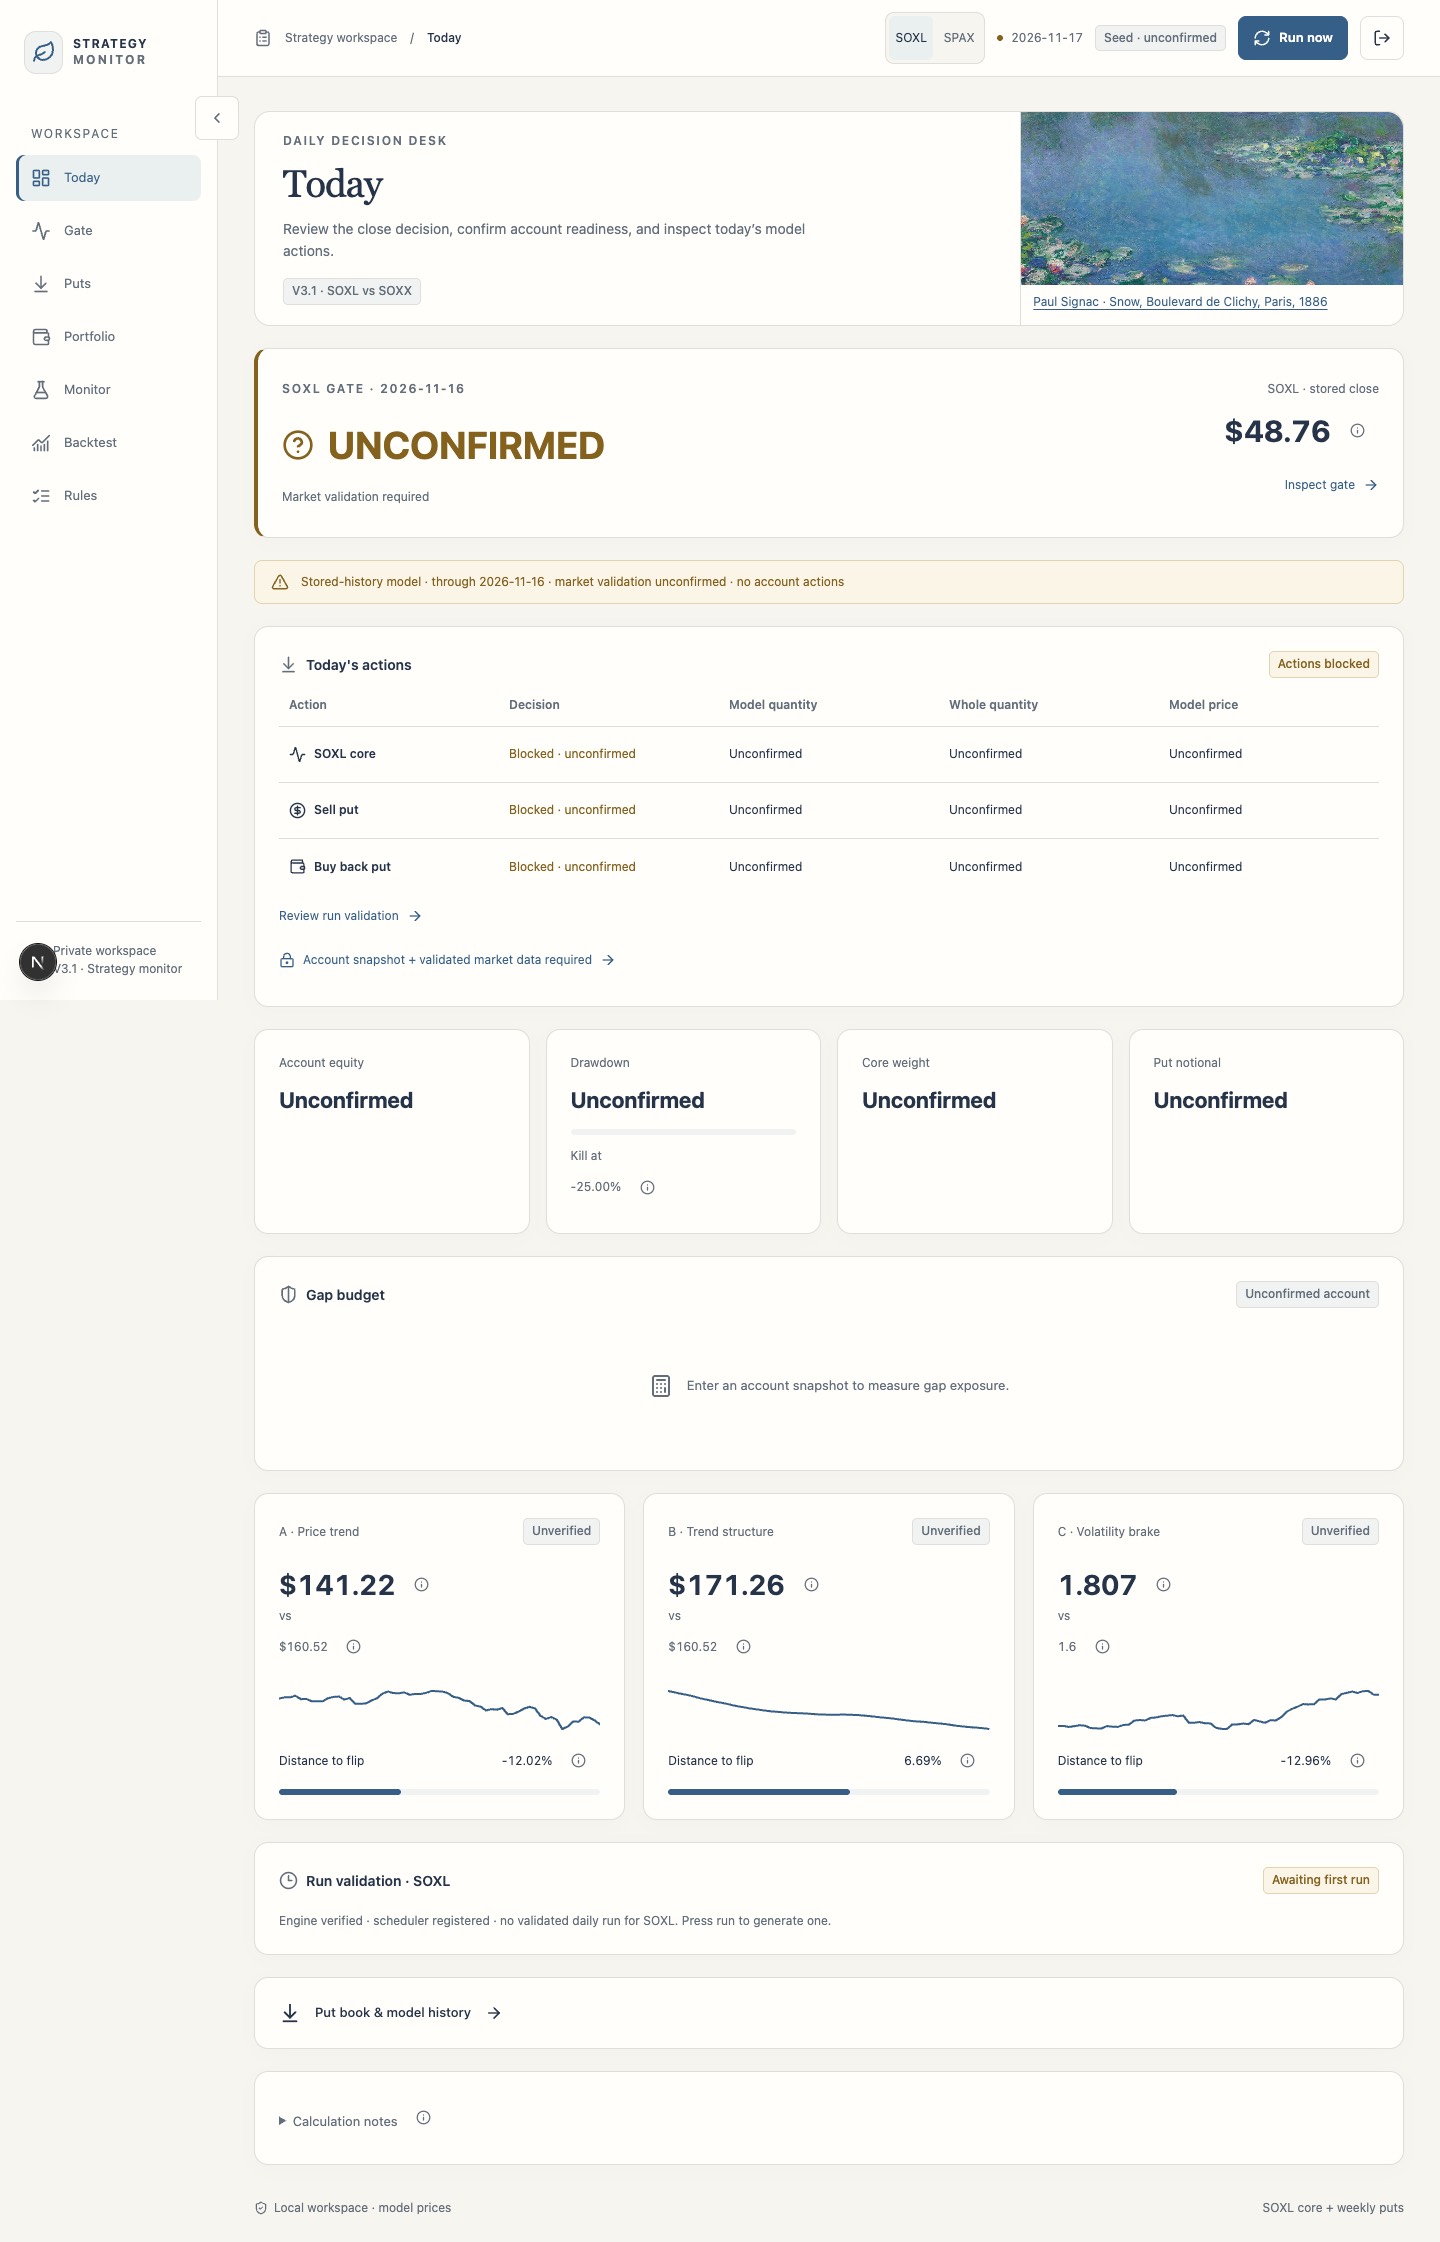 STRATEGY
MONITOR
WORKSPACE
Today
Gate
Puts
Portfolio
Monitor
Backtest
Rules
Private workspace
V3.1 · Strategy monitor
N
Strategy workspace / Today
SOXL SPAX 2026-11-17 Seed · unconfirmed Run now
DAILY DECISION DESK
Today
Review the close decision, confirm account readiness, and inspect today’s model
actions.
V3.1 · SOXL vs SOXX
Paul Signac · Snow, Boulevard de Clichy, Paris, 1886
SOXL GATE · 2026-11-16
UNCONFIRMED
Market validation required
SOXL · stored close
$48.76
Inspect gate
Stored-history model · through 2026-11-16 · market validation unconfirmed · no account actions
Today's actions Actions blocked
Action Decision Model quantity Whole quantity Model price
SOXL core Blocked · unconfirmed Unconfirmed Unconfirmed Unconfirmed
Sell put Blocked · unconfirmed Unconfirmed Unconfirmed Unconfirmed
Buy back put Blocked · unconfirmed Unconfirmed Unconfirmed Unconfirmed
Review run validation
Account snapshot + validated market data required
Account equity
Unconfirmed
Drawdown
Unconfirmed
Kill at
-25.00%
Core weight
Unconfirmed
Put notional
Unconfirmed
Gap budget Unconfirmed account
Enter an account snapshot to measure gap exposure.
A · Price trend Unverified
$141.22
vs
$160.52
Distance to flip -12.02%
B · Trend structure Unverified
$171.26
vs
$160.52
Distance to flip 6.69%
C · Volatility brake Unverified
1.807
vs
1.6
Distance to flip -12.96%
Run validation · SOXL Awaiting first run
Engine verified · scheduler registered · no validated daily run for SOXL. Press run to generate one.
Put book & model history
Calculation notes
Local workspace · model prices
SOXL core + weekly puts